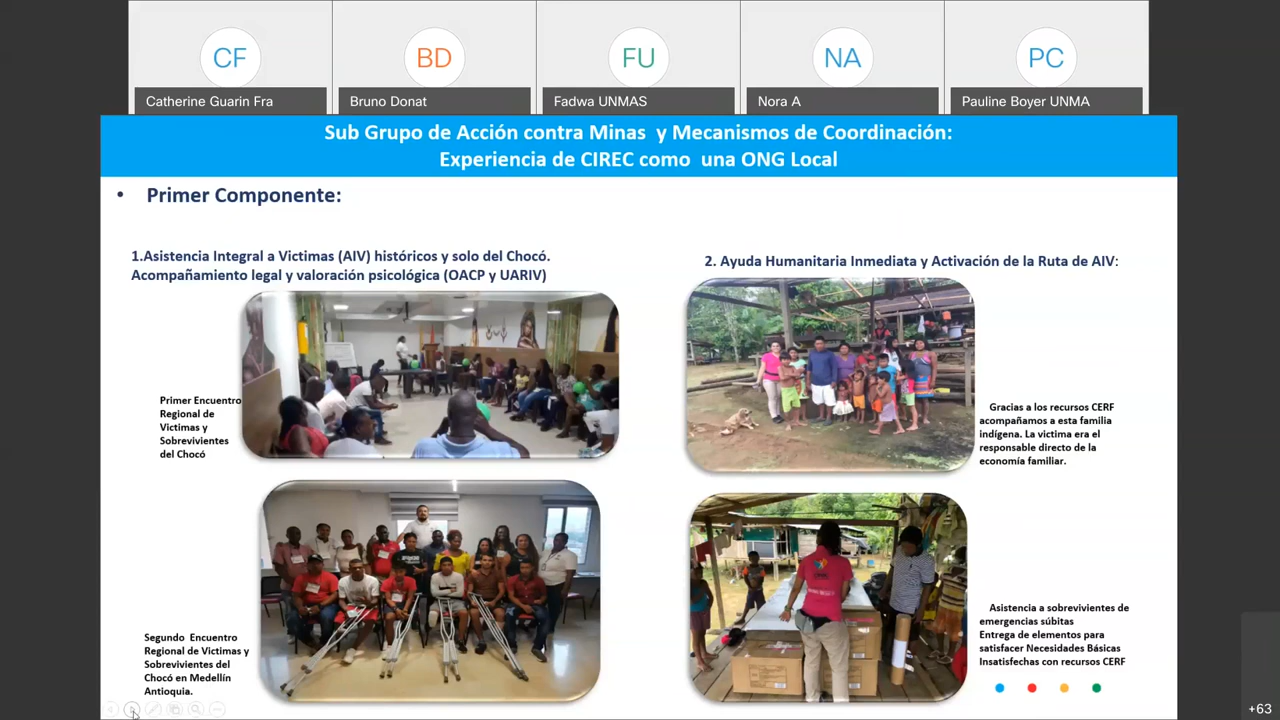 CF
BD
FU
NA
PC
Catherine Guarin Fra
Bruno Donat
Fadwa UNMAS
Nora A
Pauline Boyer UNMA
Sub Grupo de Acción contra Minas y Mecanismos de Coordinación:
Experiencia de CIREC como una ONG Local
• Primer Componente:
1.Asistencia Integral a Victimas (AIV) históricos y solo del Chocó.
Acompañamiento legal y valoración psicológica (OACP y UARIV)
Primer Encuentro
Regional de
Victimas y
Sobrevivientes
del Chocó
Segundo Encuentro
Regional de Victimas y
Sobrevivientes del
Chocó en Medellín
Antioquia.
2. Ayuda Humanitaria Inmediata y Activación de la Ruta de AIV:
Gracias a los recursos CERF
acompañamos a esta familia
indígena. La victima era el
responsable directo de la
economía familiar.
Asistencia a sobrevivientes de
emergencias súbitas
Entrega de elementos para
satisfacer Necesidades Básicas
Insatisfechas con recursos CERF
+63